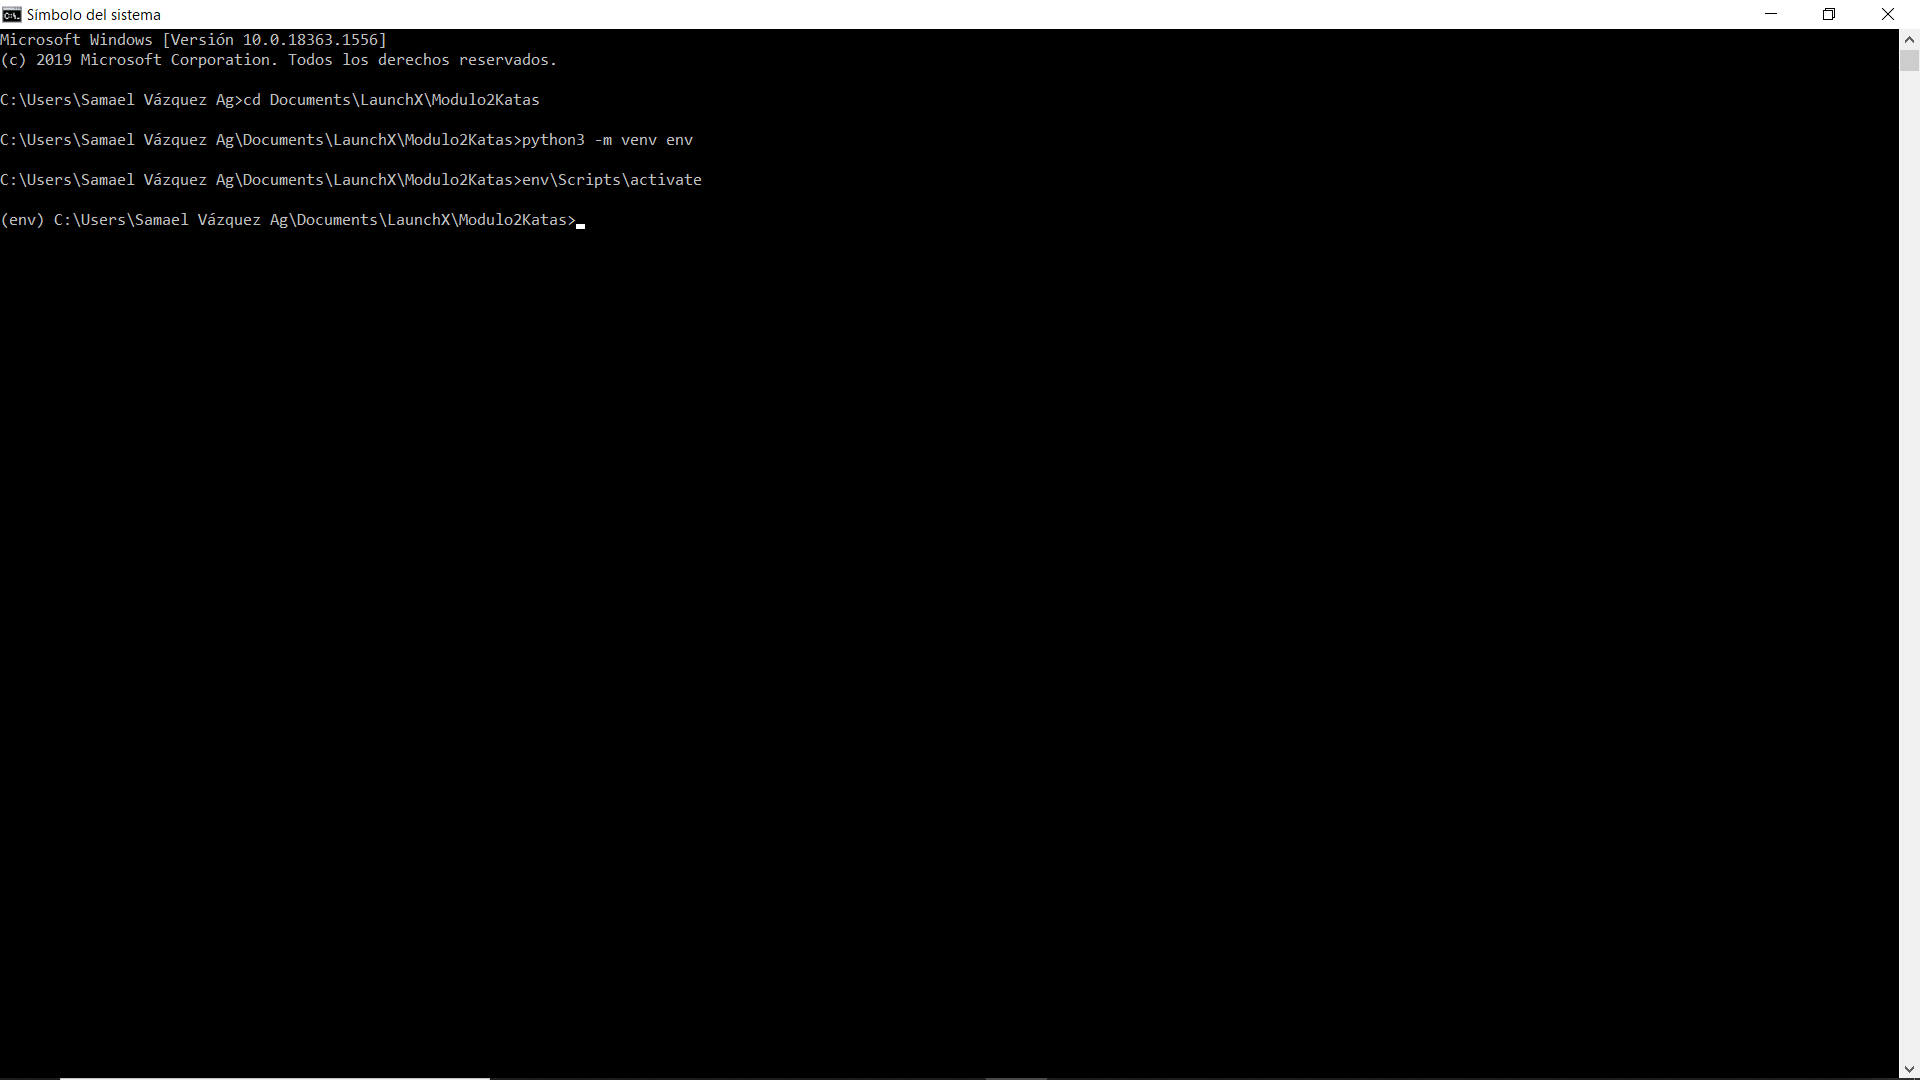 Símbolo del sistema
Microsoft Windows [Versión 10.0.18363.1556]
(c) 2019 Microsoft Corporation. Todos los derechos reservados.
C:\Users\Samael Vázquez Ag>cd Documents\LaunchX\Modulo2Katas
C:\Users\Samael Vázquez Ag\Documents\LaunchX\Modulo2Katas>python3 -m venv env
C:\Users\Samael Vázquez Ag\Documents\LaunchX\Modulo2Katas>env\Scripts\activate
(env) C:\Users\Samael Vázquez Ag\Documents\LaunchX\Modulo2Katas>